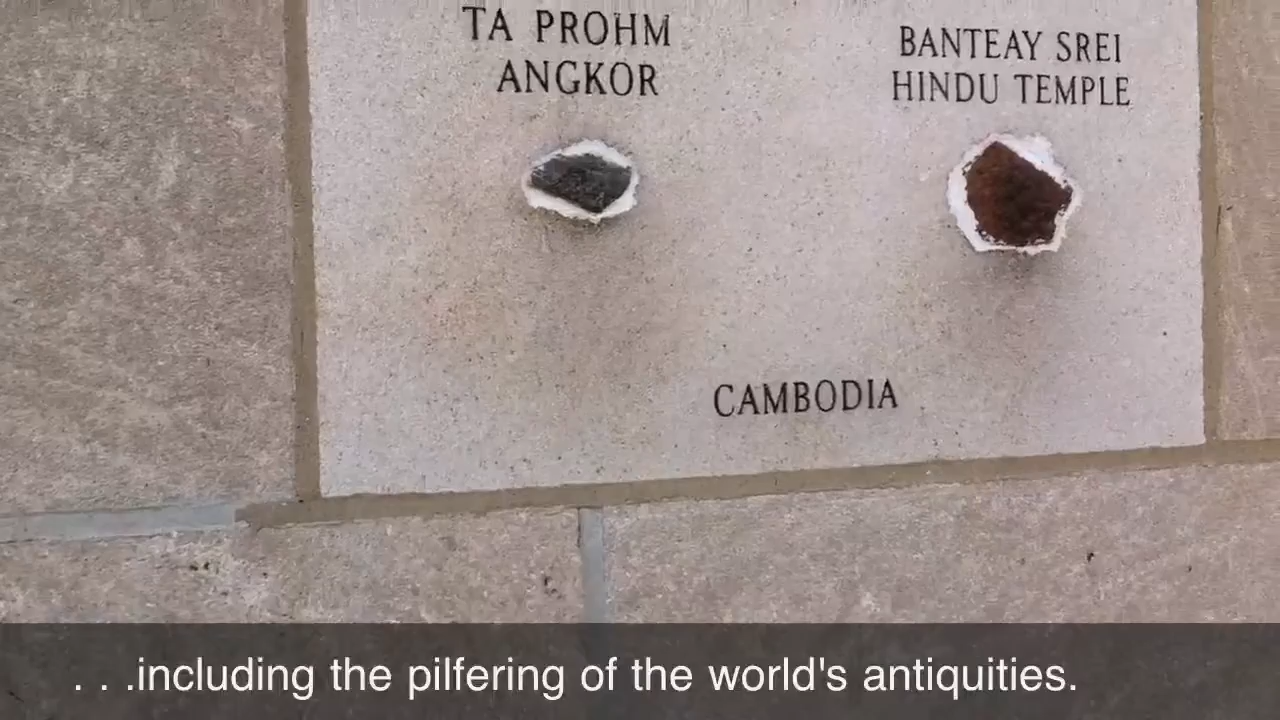 TA PROHM
ANGKOR
BANTEAY SREI
HINDU TEMPLE
CAMBODIA
. . .including the pilfering of the world's antiquities.